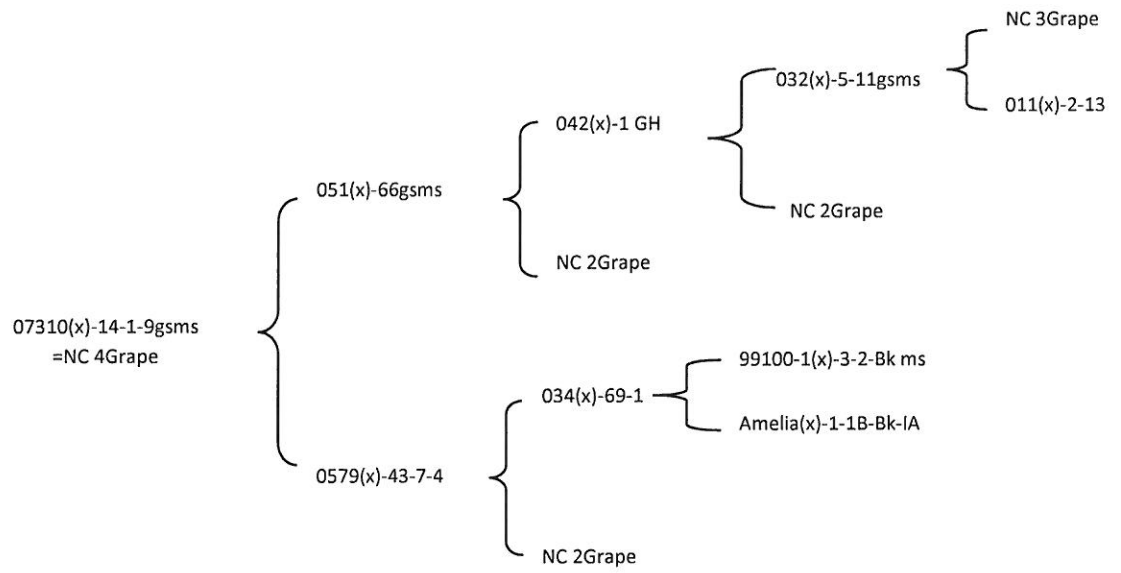 NC 3Grape
032(x)-5-11gsms
011(x)-2-13
042(x)-1 GH
051(x)-66gsms
NC 2Grape
NC 2Grape
07310(x)-14-1-9gsms
=NC 4Grape
99100-1(x)-3-2-Bk ms
034(x)-69-1
Amelia(x)-1-1B-Bk-IA
0579(x)-43-7-4
NC 2Grape